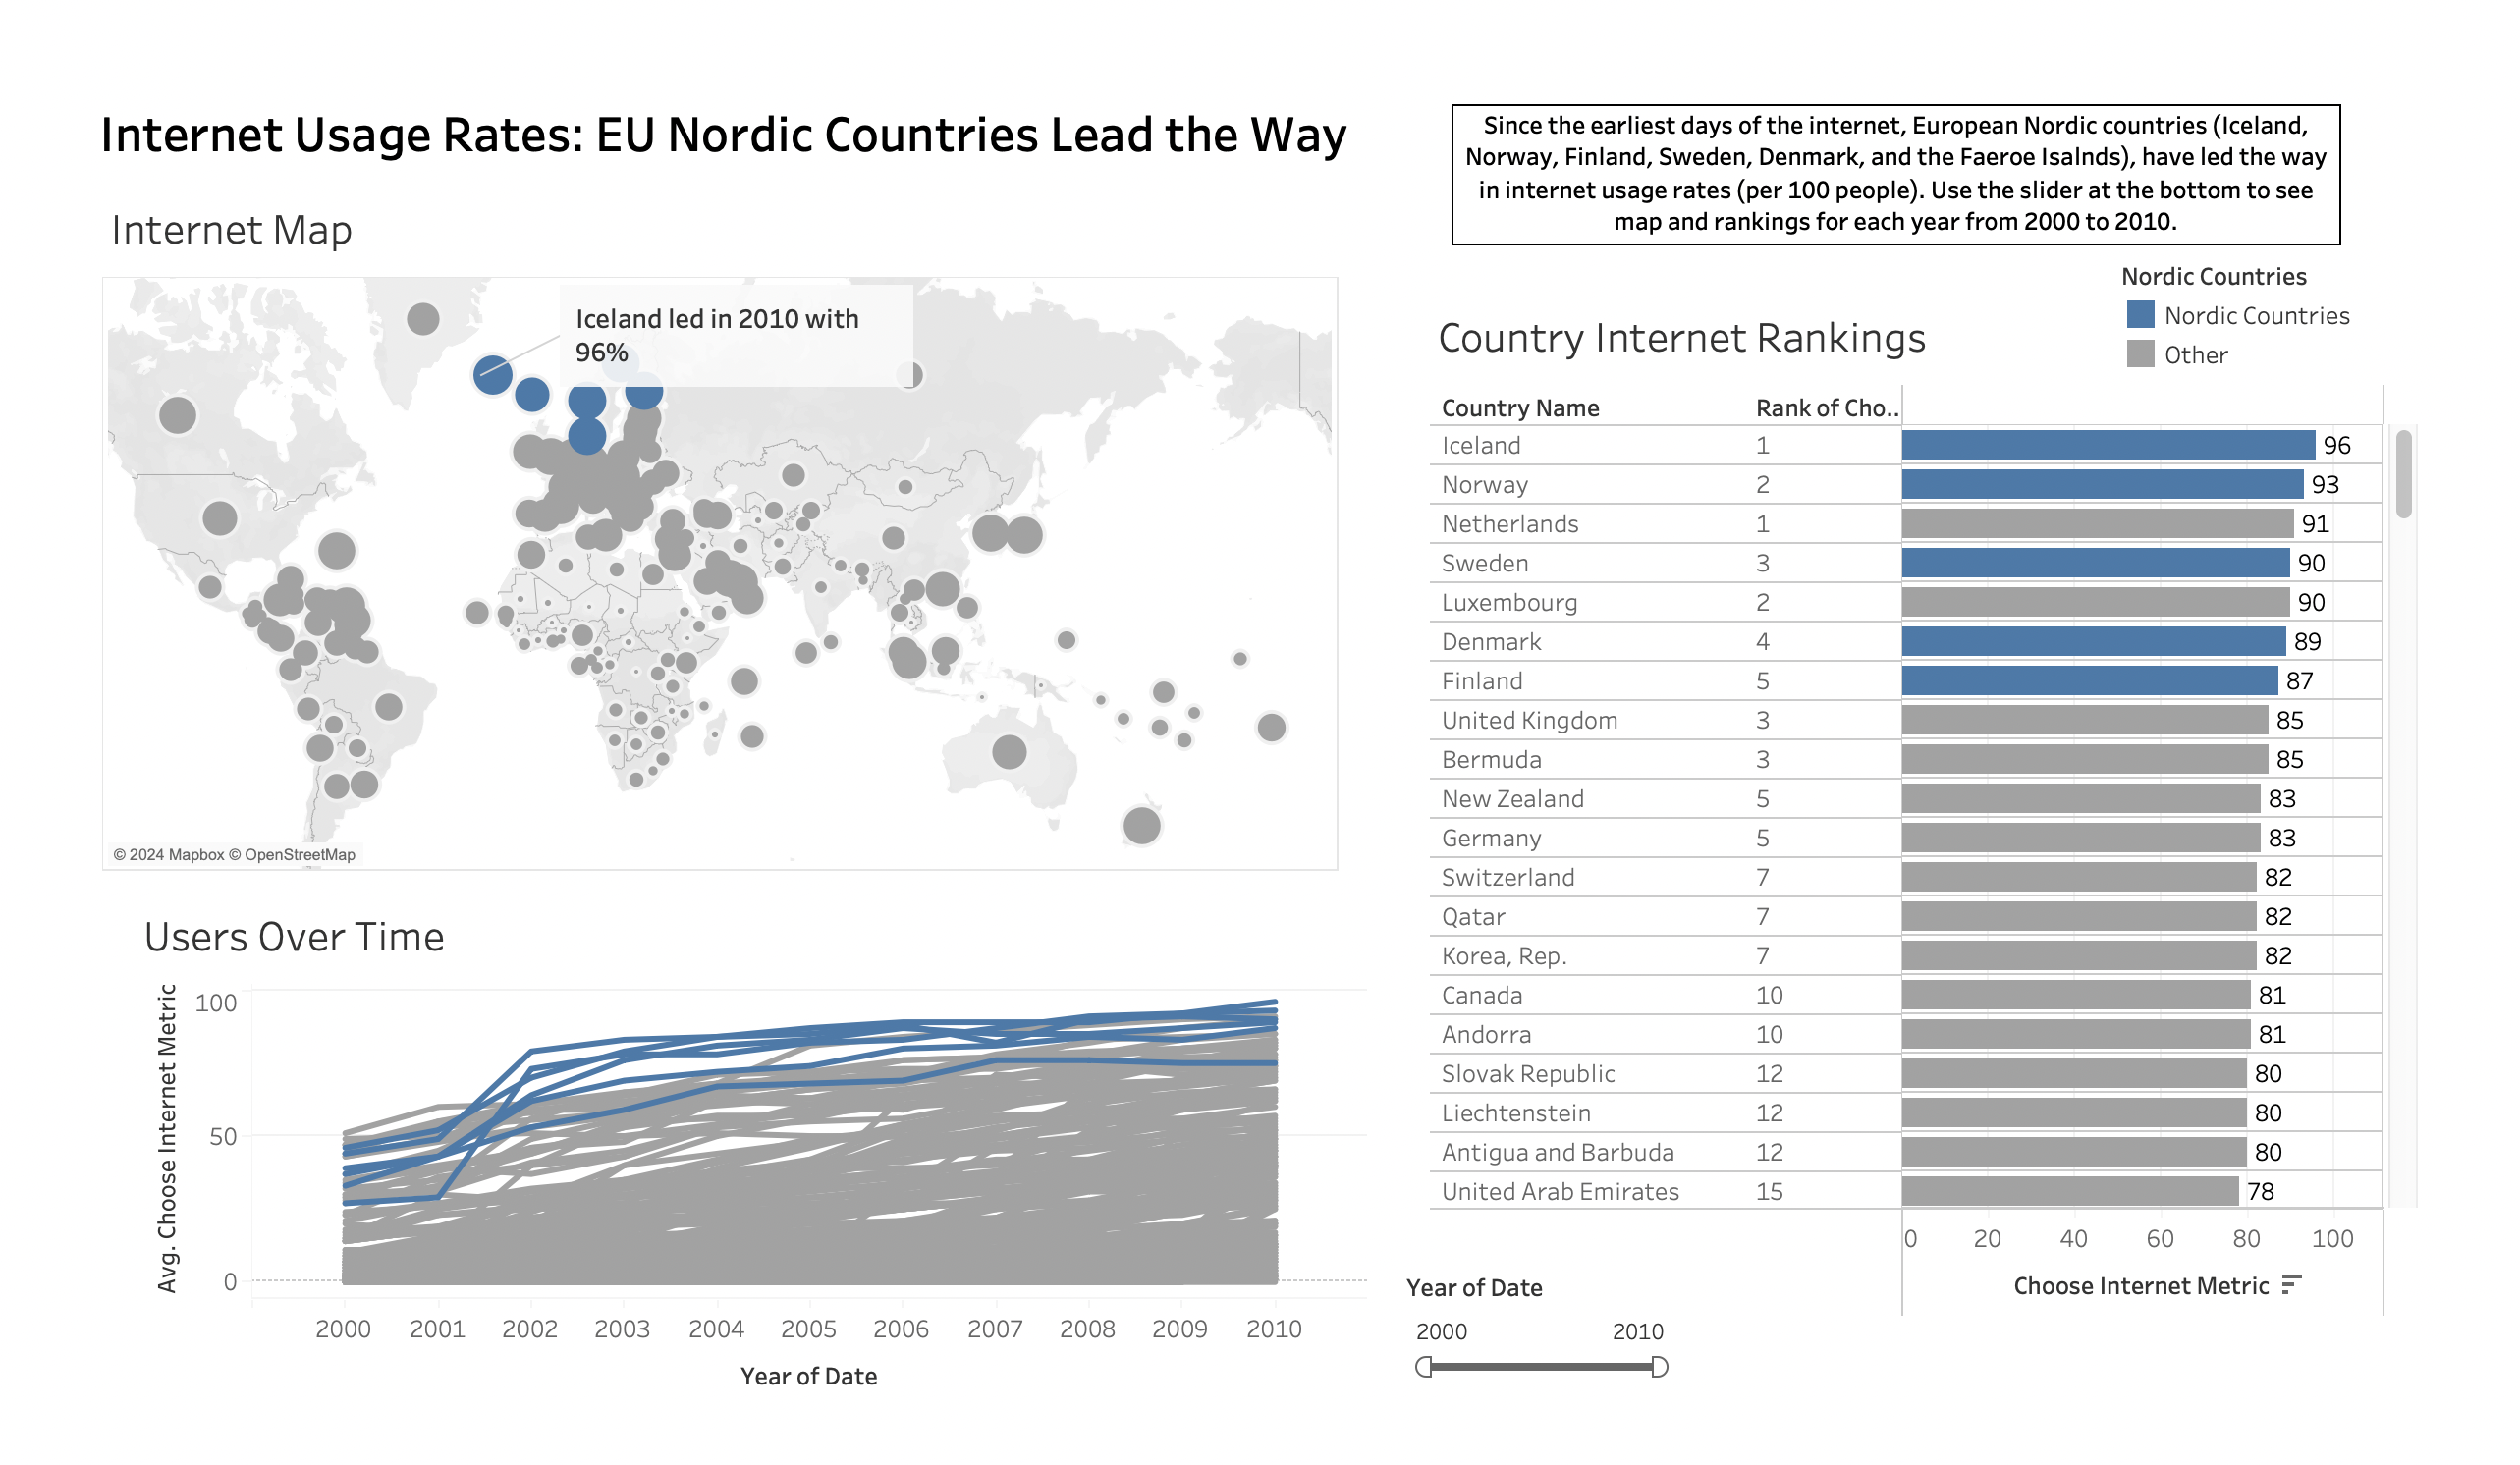 Internet Usage Rates: EU Nordic Countries Lead the Way
Since the earliest days of the internet, European Nordic countries (Iceland,
Norway, Finland, Sweden, Denmark, and the Faeroe Isalnds), have led the way
in internet usage rates (per 100 people). Use the slider at the bottom to see
map and rankings for each year from 2000 to 2010.
Internet Map
Iceland led in 2010 with
96%
© 2024 Mapbox © OpenStreetMap
Nordic Countries
Nordic Countries
Other
Country Internet Rankings
Country Name Rank of Cho..
Iceland 1 96
Norway 2 93
Netherlands 1 91
Sweden 3 90
Luxembourg 2 90
Denmark 4 89
Finland 5 87
United Kingdom 3 85
Bermuda 3 85
New Zealand 5 83
Germany 5 83
Switzerland 7 82
Qatar 7 82
Korea, Rep. 7 82
Canada 10 81
Andorra 10 81
Slovak Republic 12 80
Liechtenstein 12 80
Antigua and Barbuda 12 80
United Arab Emirates 15 78
0 20 40 60 80 100
Choose Internet Metric
Users Over Time
Avg. Choose Internet Metric
100
50
0
2000 2001 2002 2003 2004 2005 2006 2007 2008 2009 2010
Year of Date
Year of Date
2000 2010